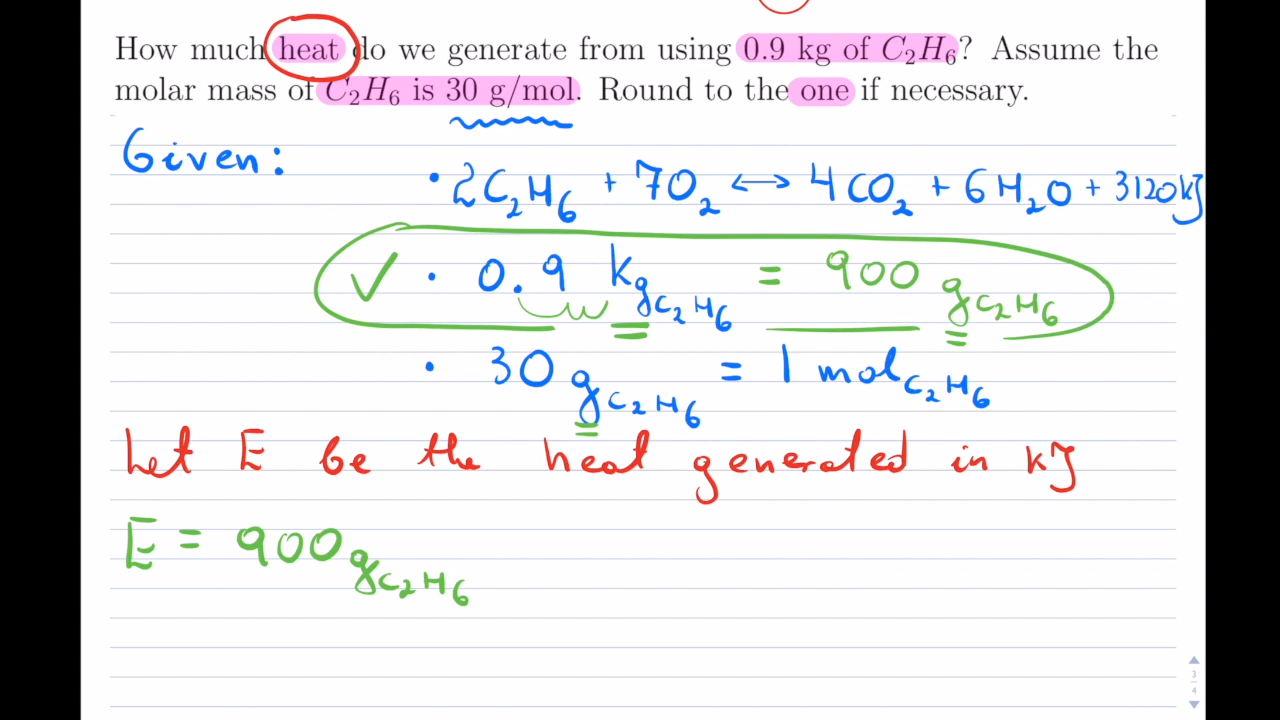 How much heat do we generate from using 0.9 kg of C₂H₆? Assume the
molar mass of C₂H₆ is 30 g/mol. Round to the one if necessary.
Given:
• 2C₂H₆ + 7O₂ ↔ 4CO₂ + 6H₂O + 3120kJ
✓ • 0.9 kg C₂H₆ = 900 g C₂H₆
• 30 g C₂H₆ = 1 mol C₂H₆
Let E be the heat generated in kJ
E = 900 g C₂H₆
3
4